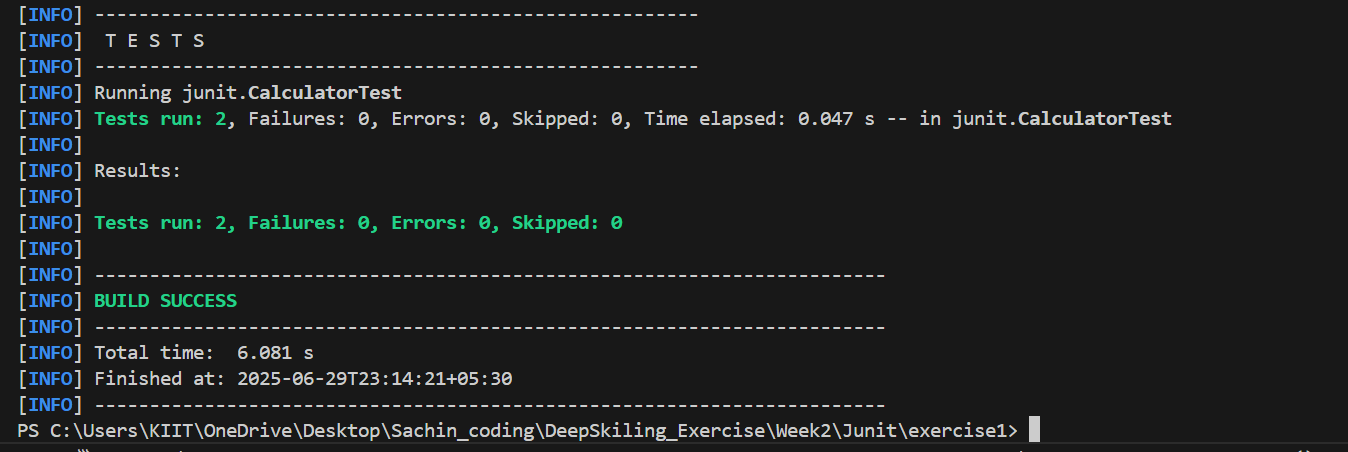 [INFO] -------------------------------------------------------
[INFO]  T E S T S
[INFO] -------------------------------------------------------
[INFO] Running junit.CalculatorTest
[INFO] Tests run: 2, Failures: 0, Errors: 0, Skipped: 0, Time elapsed: 0.047 s -- in junit.CalculatorTest
[INFO]
[INFO] Results:
[INFO]
[INFO] Tests run: 2, Failures: 0, Errors: 0, Skipped: 0
[INFO]
[INFO] ------------------------------------------------------------------------
[INFO] BUILD SUCCESS
[INFO] ------------------------------------------------------------------------
[INFO] Total time:  6.081 s
[INFO] Finished at: 2025-06-29T23:14:21+05:30
[INFO] ------------------------------------------------------------------------
PS C:\Users\KIIT\OneDrive\Desktop\Sachin_coding\DeepSkiling_Exercise\Week2\Junit\exercise1>